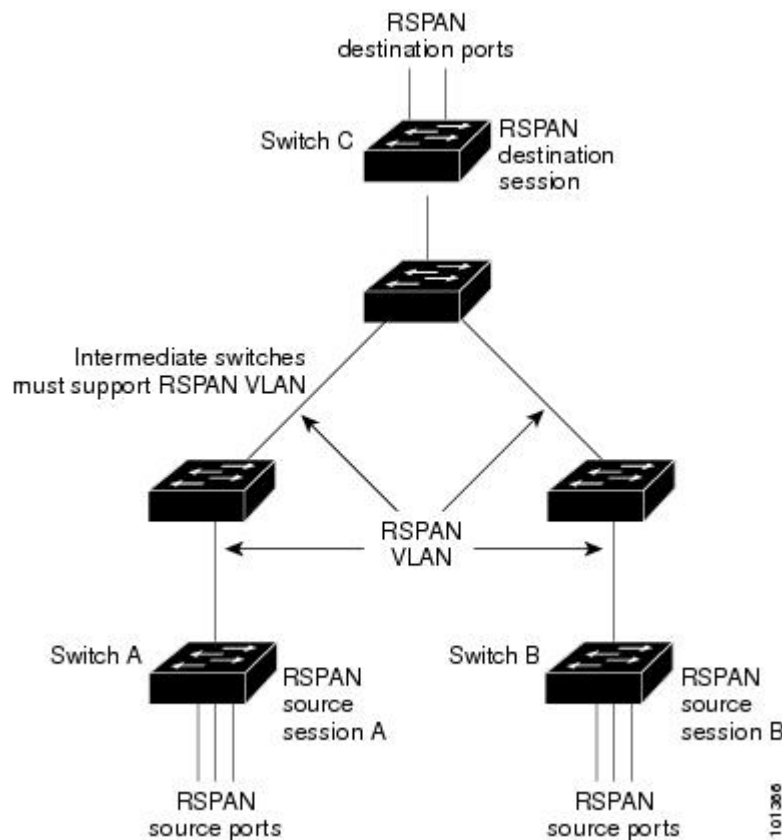 RSPAN
destination ports
Switch C
RSPAN
destination
session
Intermediate switches
must support RSPAN VLAN
RSPAN
VLAN
Switch A
RSPAN
source
session A
Switch B
RSPAN
source
session B
RSPAN
source ports
RSPAN
source ports
101366